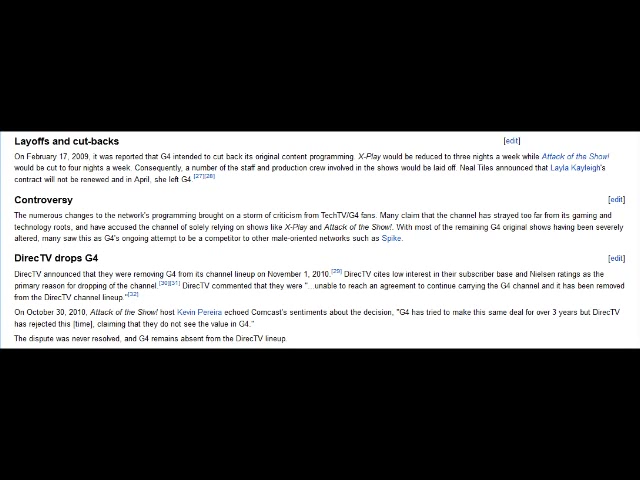 Layoffs and cut-backs [edit]
On February 17, 2009, it was reported that G4 intended to cut back its original content programming. X-Play would be reduced to three nights a week while Attack of the Show!
would be cut to four nights a week. Consequently, a number of the staff and production crew involved in the shows would be laid off. Neal Tiles announced that Layla Kayleigh's
contract will not be renewed and in April, she left G4.[27][28]
Controversy [edit]
The numerous changes to the network's programming brought on a storm of criticism from TechTV/G4 fans. Many claim that the channel has strayed too far from its gaming and
technology roots, and have accused the channel of solely relying on shows like X-Play and Attack of the Show!. With most of the remaining G4 original shows having been severely
altered, many saw this as G4's ongoing attempt to be a competitor to other male-oriented networks such as Spike.
DirecTV drops G4 [edit]
DirecTV announced that they were removing G4 from its channel lineup on November 1, 2010.[29] DirecTV cites low interest in their subscriber base and Nielsen ratings as the
primary reason for dropping of the channel.[30][31] DirecTV commented that they were "...unable to reach an agreement to continue carrying the G4 channel and it has been removed
from the DirecTV channel lineup."[32]
On October 30, 2010, Attack of the Show! host Kevin Pereira echoed Comcast's sentiments about the decision, "G4 has tried to make this same deal for over 3 years but DirecTV
has rejected this [time], claiming that they do not see the value in G4."
The dispute was never resolved, and G4 remains absent from the DirecTV lineup.